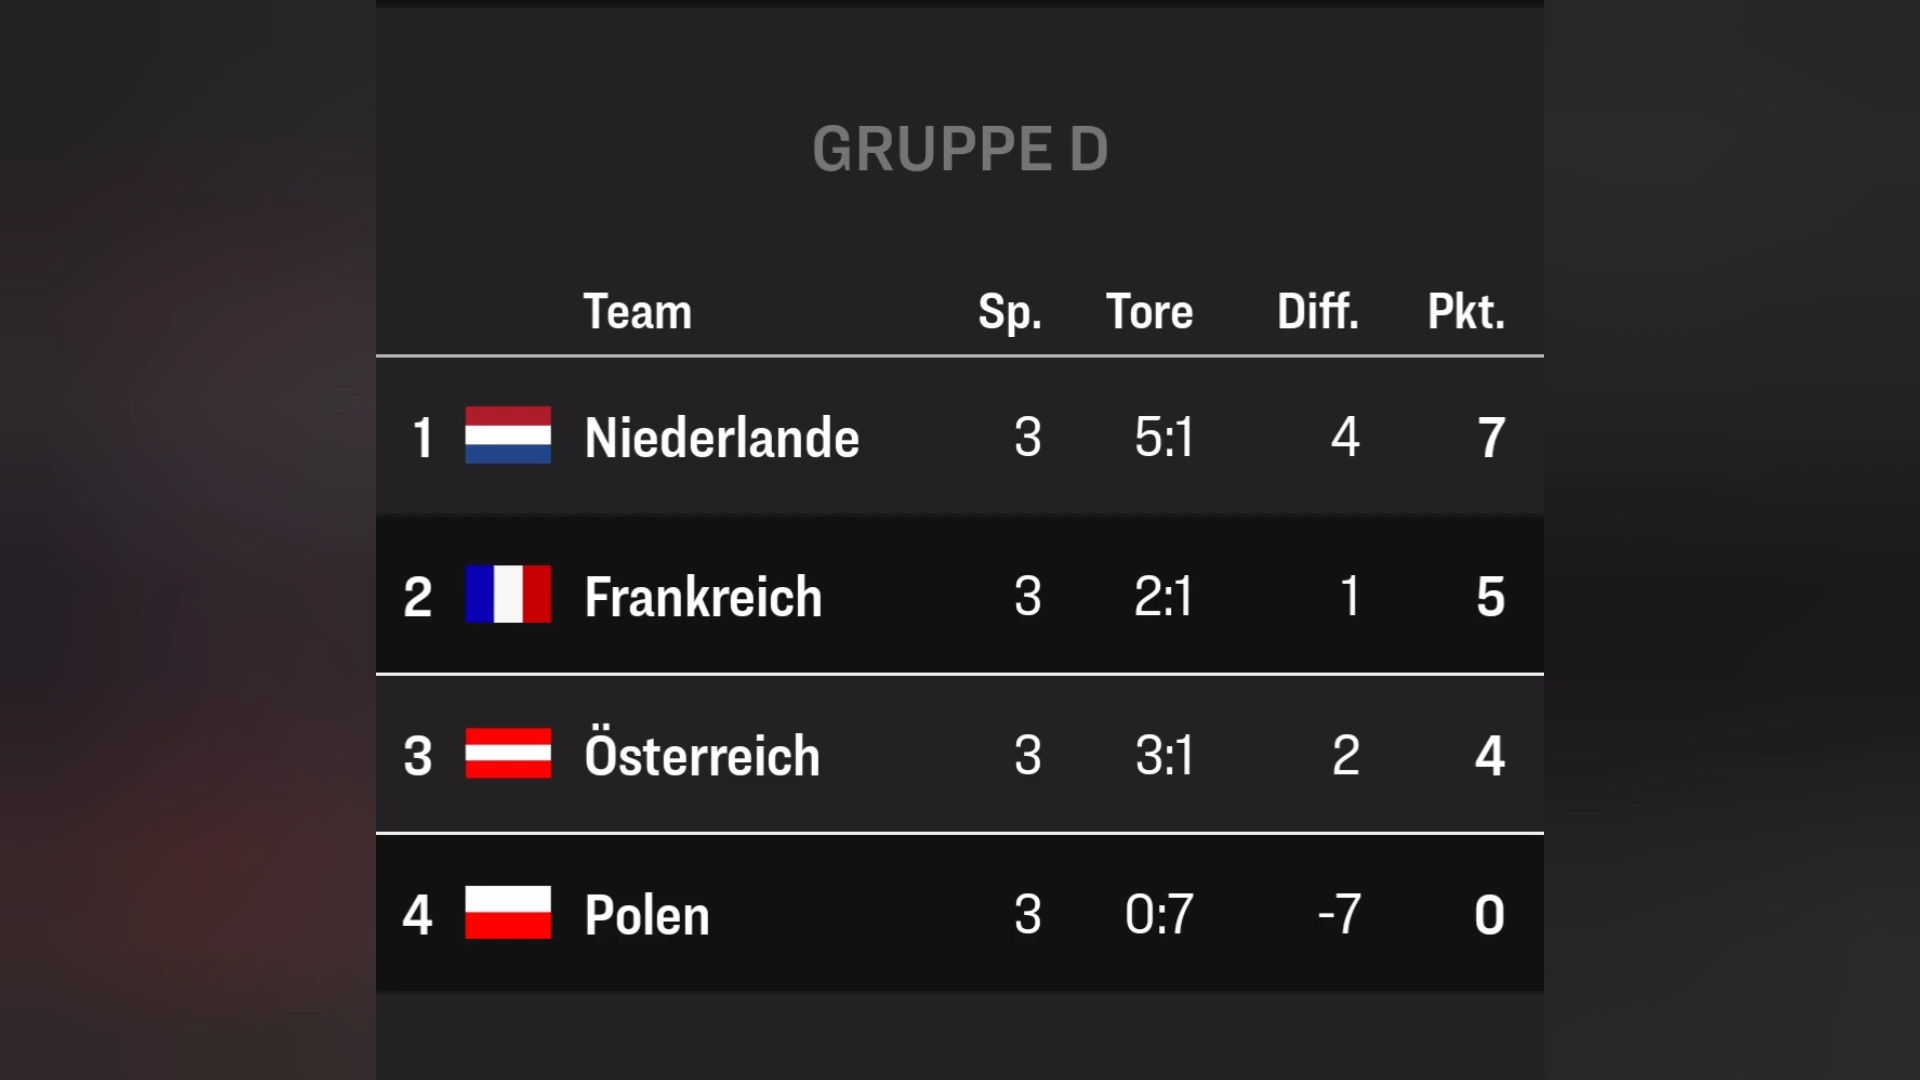 GRUPPE D
Team Sp. Tore Diff. Pkt.
1 Niederlande 3 5:1 4 7
2 Frankreich 3 2:1 1 5
3 Österreich 3 3:1 2 4
4 Polen 3 0:7 -7 0